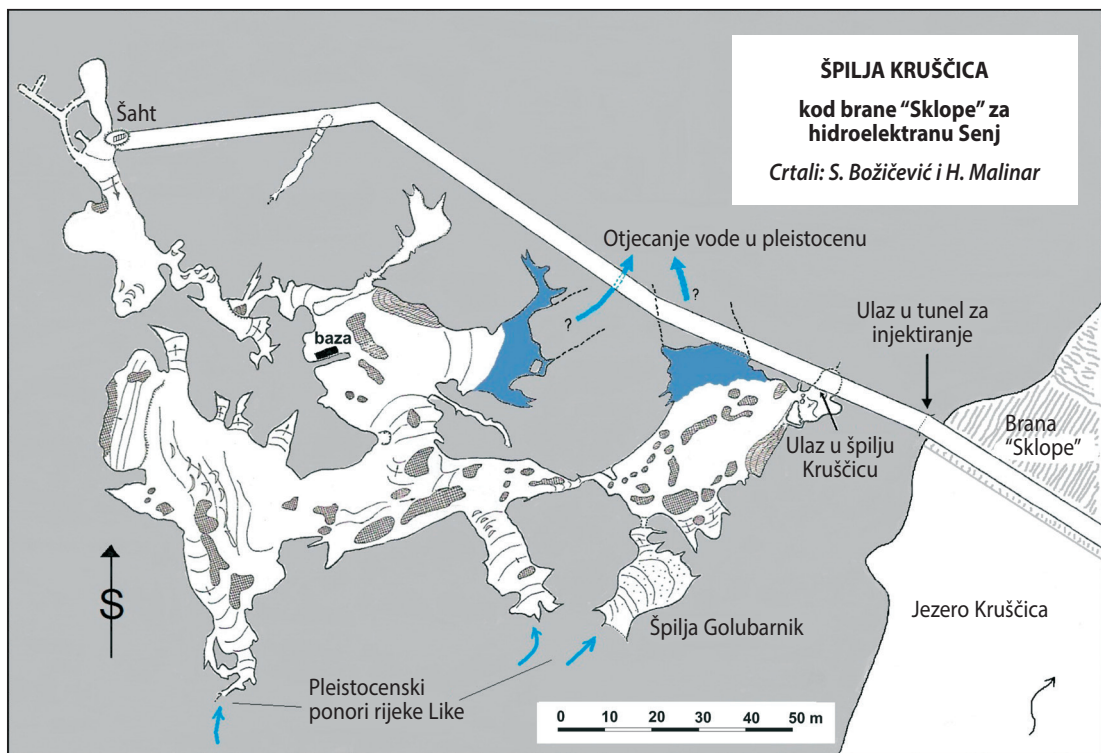 ŠPILJA KRUŠČICA
kod brane “Sklope” za
hidroelektranu Senj
Crtali: S. Božičević i H. Malinar
Šaht
Otjecanje vode u pleistocenu
?
?
Ulaz u tunel za
injektiranje
baza
Brana
“Sklope”
Ulaz u špilju
Kruščicu
S
Jezero Kruščica
Špilja Golubarnik
Pleistocenski
ponori rijeke Like
0 10 20 30 40 50 m